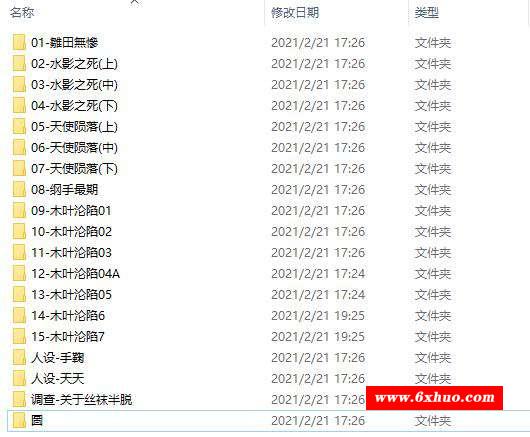 名称 修改日期 类型
01-雛田無慘 2021/2/21 17:26 文件夹
02-水影之死(上) 2021/2/21 17:26 文件夹
03-水影之死(中) 2021/2/21 17:26 文件夹
04-水影之死(下) 2021/2/21 17:26 文件夹
05-天使陨落(上) 2021/2/21 17:26 文件夹
06-天使陨落(中) 2021/2/21 17:26 文件夹
07-天使陨落(下) 2021/2/21 17:26 文件夹
08-纲手最期 2021/2/21 17:26 文件夹
09-木叶沦陷01 2021/2/21 17:26 文件夹
10-木叶沦陷02 2021/2/21 17:26 文件夹
11-木叶沦陷03 2021/2/21 17:26 文件夹
12-木叶沦陷04A 2021/2/21 17:24 文件夹
13-木叶沦陷05 2021/2/21 17:24 文件夹
14-木叶沦陷6 2021/2/21 19:25 文件夹
15-木叶沦陷7 2021/2/21 19:25 文件夹
人设-手鞠 2021/2/21 17:26 文件夹
人设-天天 2021/2/21 17:26 文件夹
调查-关于丝袜半脱 2021/2/21 17:26 文件夹
圆 2021/2/21 17:26 文件夹
www.6xhuo.com